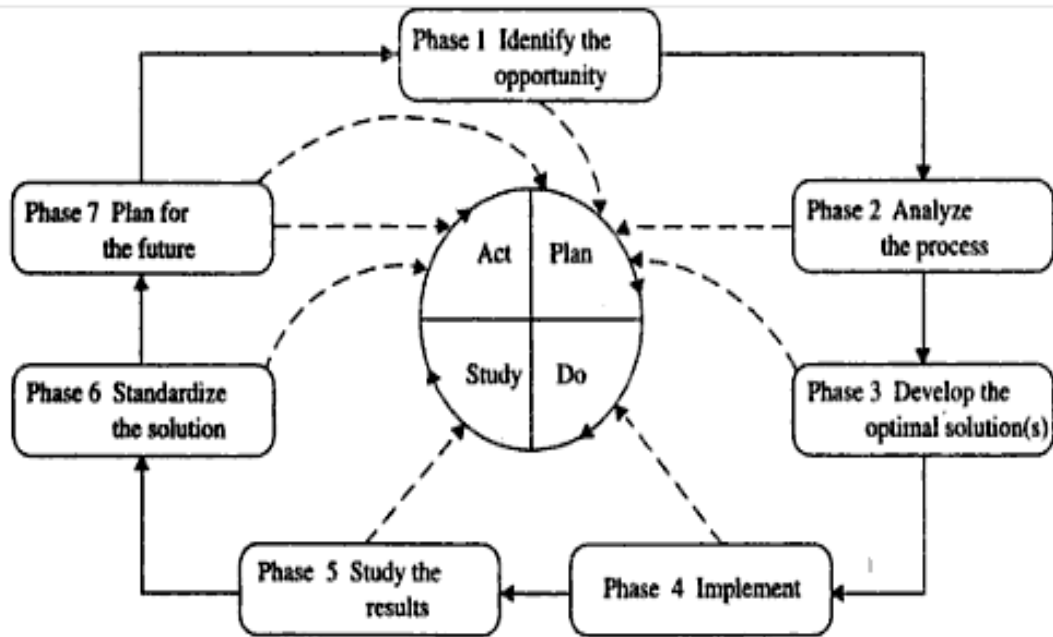 Phase 1 Identify the
opportunity
Phase 2 Analyze
the process
Phase 3 Develop the
optimal solution(s)
Phase 4 Implement
Phase 5 Study the
results
Phase 6 Standardize
the solution
Phase 7 Plan for
the future
Act
Plan
Study
Do